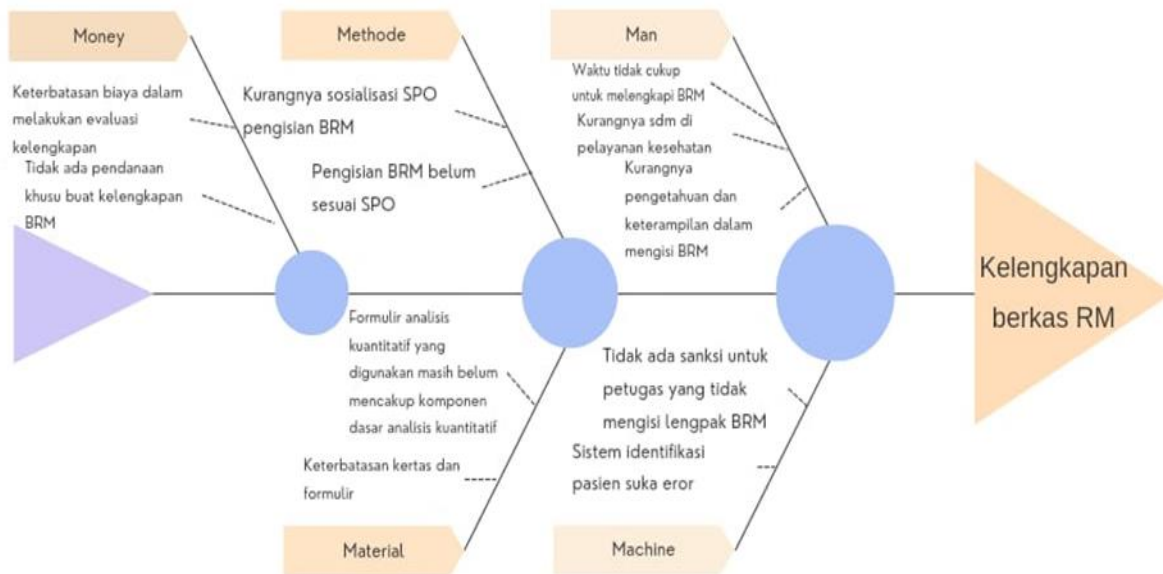 Money
Keterbatasan biaya dalam
melakukan evaluasi
kelengkapan
Tidak ada pendanaan
khusu buat kelengkapan
BRM
Methode
Kurangnya sosialisasi SPO
pengisian BRM
Pengisian BRM belum
sesuai SPO
Man
Waktu tidak cukup
untuk melengkapi BRM
Kurangnya sdm di
pelayanan kesehatan
Kurangnya
pengetahuan dan
keterampilan dalam
mengisi BRM
Kelengkapan
berkas RM
Formulir analisis
kuantitatif yang
digunakan masih belum
mencakup komponen
dasar analisis kuantitatif
Keterbatasan kertas dan
formulir
Material
Tidak ada sanksi untuk
petugas yang tidak
mengisi lengpak BRM
Sistem identifikasi
pasien suka eror
Machine